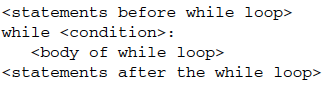 <statements before while loop>
while <condition>:
   <body of while loop>
<statements after the while loop>